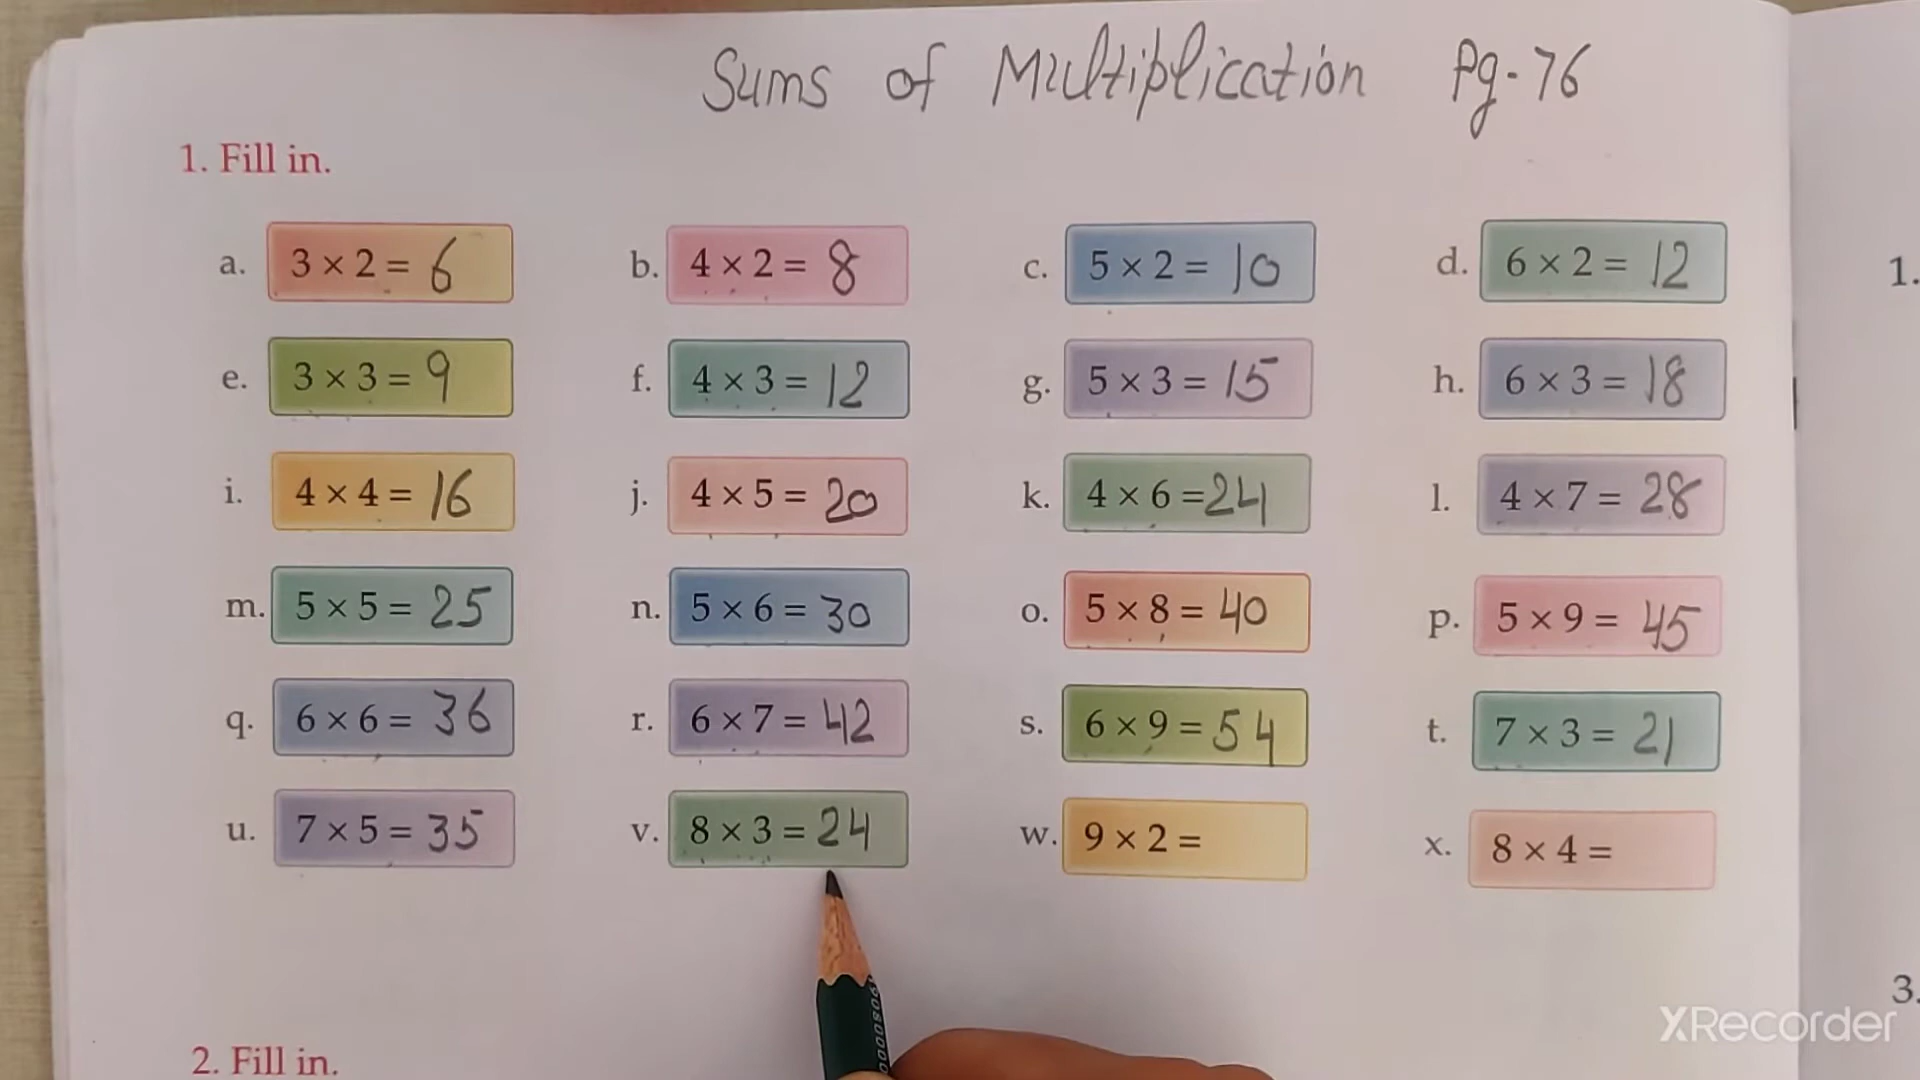 Sums of Multiplication Pg-76
1. Fill in.
a. 3 × 2 = 6 b. 4 × 2 = 8 c. 5 × 2 = 10 d. 6 × 2 = 12
1.
e. 3 × 3 = 9 f. 4 × 3 = 12 g. 5 × 3 = 15 h. 6 × 3 = 18
i. 4 × 4 = 16 j. 4 × 5 = 20 k. 4 × 6 = 24 l. 4 × 7 = 28
m. 5 × 5 = 25 n. 5 × 6 = 30 o. 5 × 8 = 40 p. 5 × 9 = 45
q. 6 × 6 = 36 r. 6 × 7 = 42 s. 6 × 9 = 54 t. 7 × 3 = 21
u. 7 × 5 = 35 v. 8 × 3 = 24 w. 9 × 2 = x. 8 × 4 =
3.
XRecorder
2. Fill in.